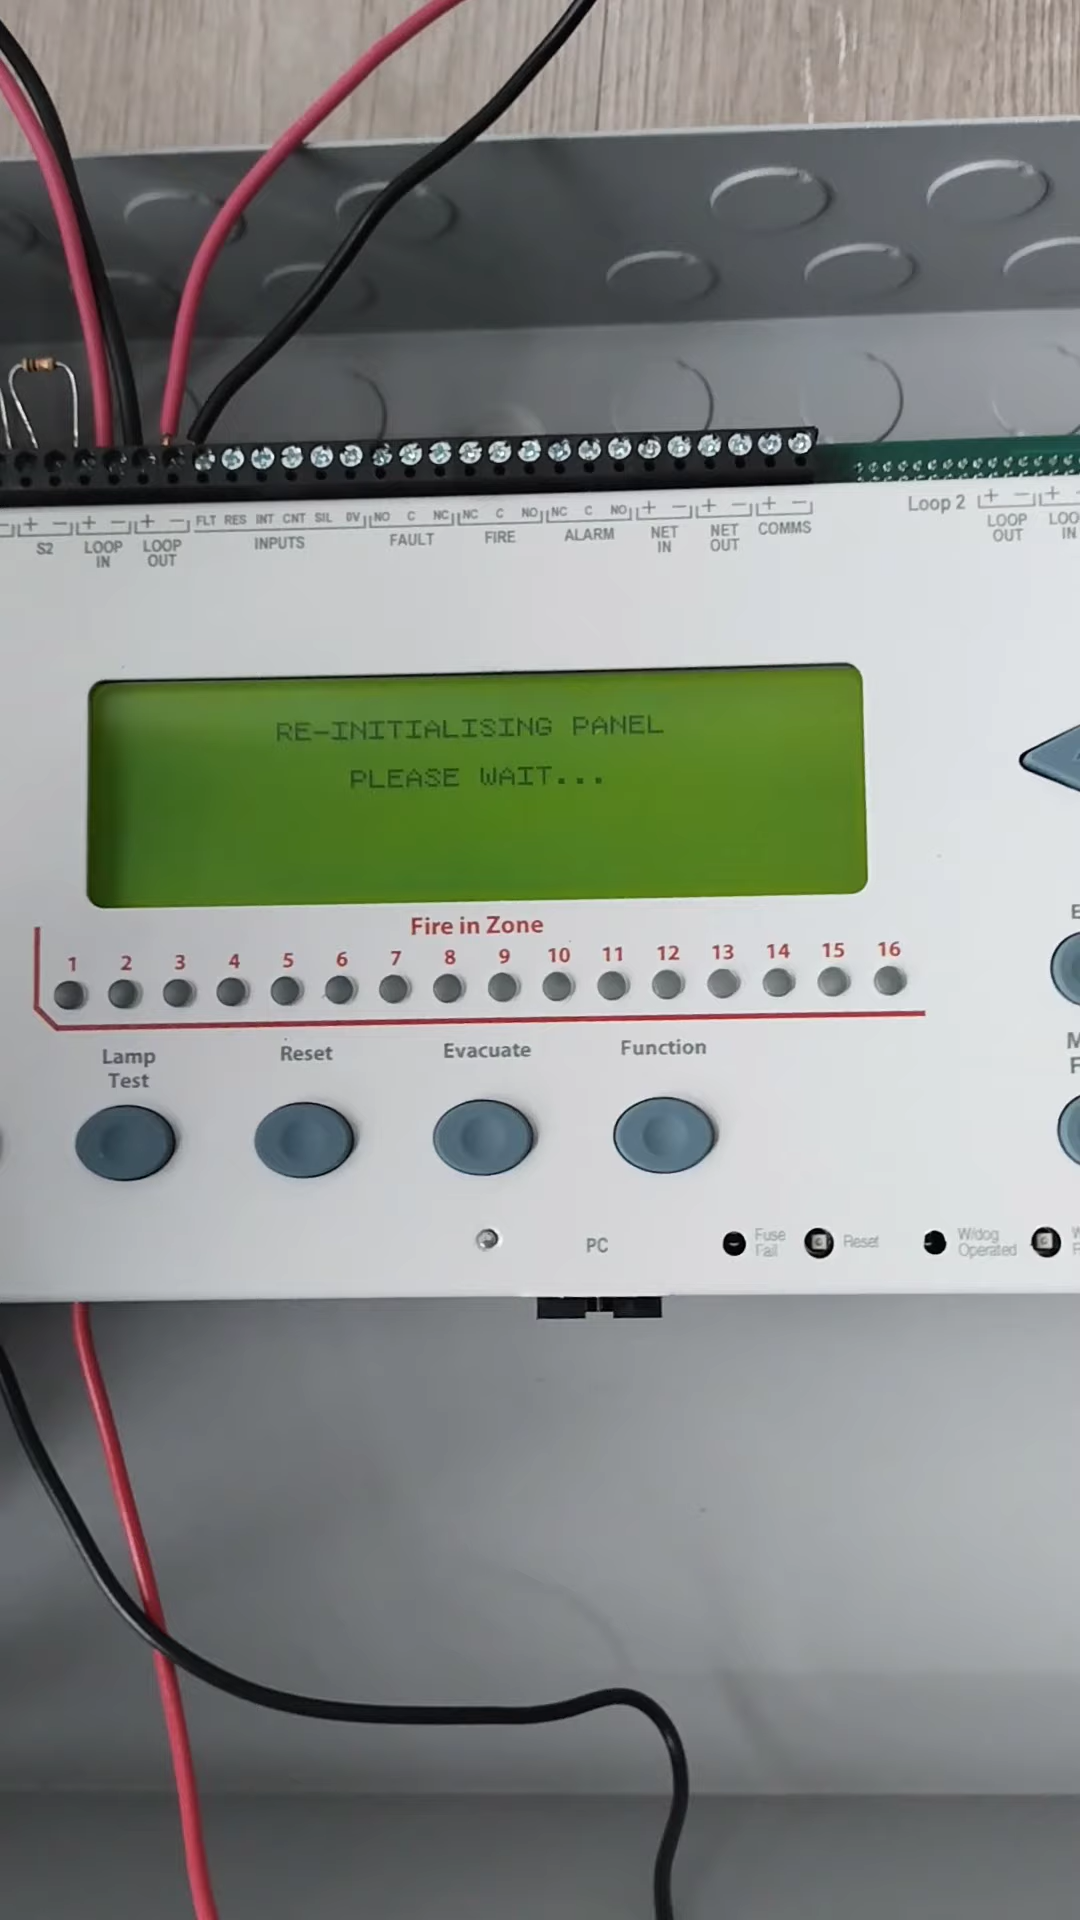 + - + - + - FLT RES INT CNT SIL 0V NO C NC NC C NO NC C NO + - + - + -
S2 LOOP IN LOOP OUT INPUTS FAULT FIRE ALARM NET IN NET OUT COMMS
Loop 2 + - +
LOOP OUT IN
RE-INITIALISING PANEL
PLEASE WAIT...
Fire in Zone
1 2 3 4 5 6 7 8 9 10 11 12 13 14 15 16
Lamp Test
Reset
Evacuate
Function
PC
Fuse Fail
Reset
W/dog Operated